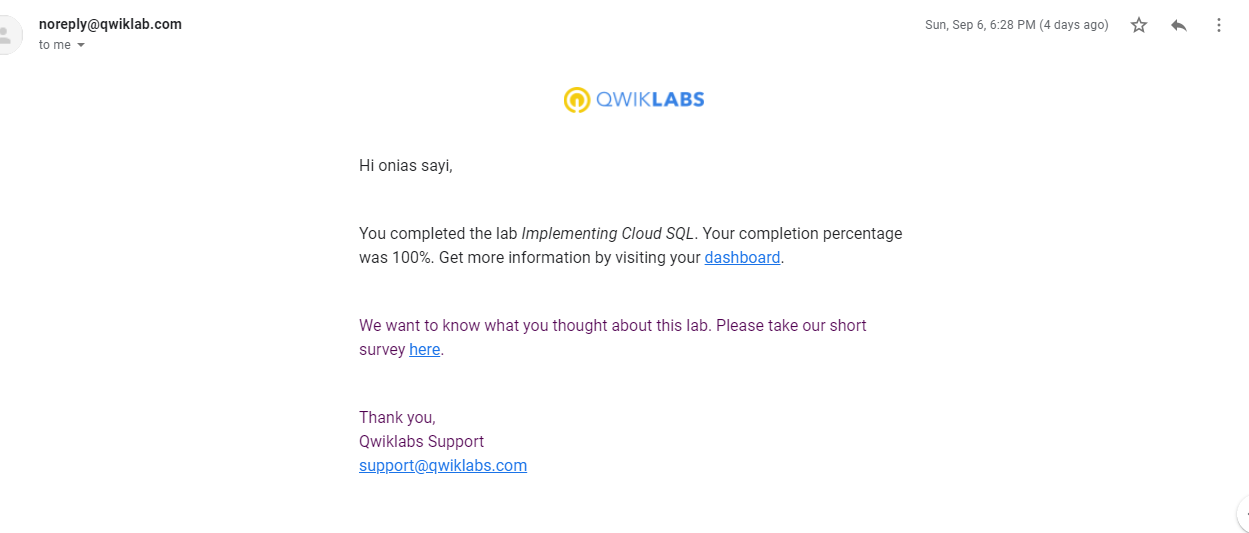 noreply@qwiklab.com
Sun, Sep 6, 6:28 PM (4 days ago)
to me
QWIKLABS
Hi onias sayi,
You completed the lab Implementing Cloud SQL. Your completion percentage
was 100%. Get more information by visiting your dashboard.
We want to know what you thought about this lab. Please take our short
survey here.
Thank you,
Qwiklabs Support
support@qwiklabs.com